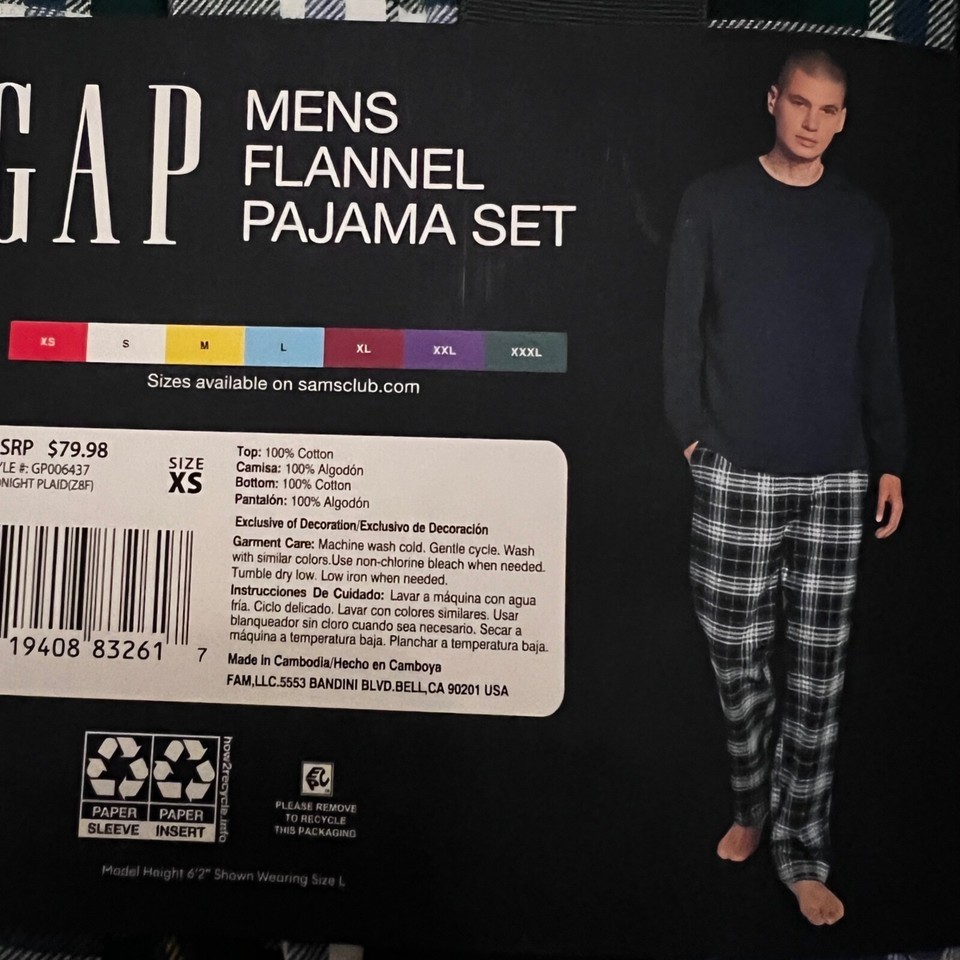 GAP
MENS
FLANNEL
PAJAMA SET
XS S M L XL XXL XXXL
Sizes available on samsclub.com
SRP $79.98
LE #: GP006437
NIGHT PLAID(Z8F)
SIZE
XS
Top: 100% Cotton
Camisa: 100% Algodón
Bottom: 100% Cotton
Pantalón: 100% Algodón
Exclusive of Decoration/Exclusivo de Decoración
Garment Care: Machine wash cold. Gentle cycle. Wash
with similar colors.Use non-chlorine bleach when needed.
Tumble dry low. Low iron when needed.
Instrucciones De Cuidado: Lavar a máquina con agua
fría. Ciclo delicado. Lavar con colores similares. Usar
blanqueador sin cloro cuando sea necesario. Secar a
máquina a temperatura baja. Planchar a temperatura baja.
Made in Cambodia/Hecho en Camboya
FAM,LLC.5553 BANDINI BLVD.BELL,CA 90201 USA
19408 83261 7
PAPER PAPER
SLEEVE INSERT
how2recycle.info
PLEASE REMOVE
TO RECYCLE
THIS PACKAGING
Model Height 6'2" Shown Wearing Size L